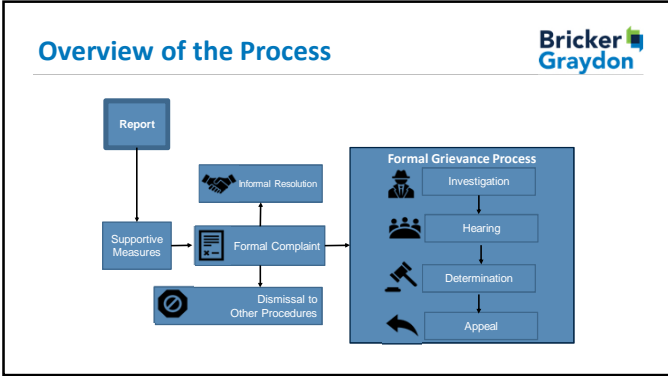 Overview of the Process
Bricker
Graydon
Report
Supportive
Measures
Informal Resolution
Formal Complaint
Dismissal to
Other Procedures
Formal Grievance Process
Investigation
Hearing
Determination
Appeal